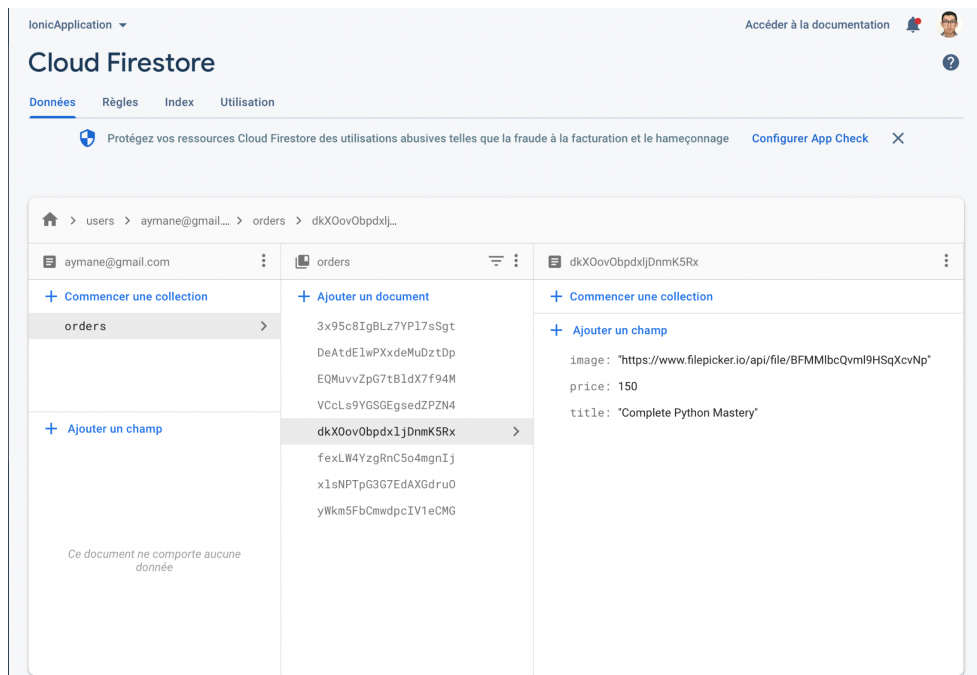 IonicApplication
Accéder à la documentation
Cloud Firestore
?
Données Règles Index Utilisation
Protégez vos ressources Cloud Firestore des utilisations abusives telles que la fraude à la facturation et le hameçonnage Configurer App Check
users > aymane@gmail.... > orders > dkXOovObpdxlj...
aymane@gmail.com
orders
dkXOovObpdxljDnmK5Rx
+ Commencer une collection
+ Ajouter un document
+ Commencer une collection
orders
3x95c8IgBLz7YPl7sSgt
+ Ajouter un champ
DeAtdElwPXxdeMuDztDp
image: "https://www.filepicker.io/api/file/BFMMlbcQvml9HSqXcvNp"
EQMuvvZpG7tBldX7f94M
price: 150
VCcLs9YGSGEgsedZPZN4
title: "Complete Python Mastery"
+ Ajouter un champ
dkXOovObpdxljDnmK5Rx
fexLW4YzgRnC5o4mgnIj
xlsNPTpG3G7EdAXGdruO
yWkm5FbCmwdpcIV1eCMG
Ce document ne comporte aucune
donnée